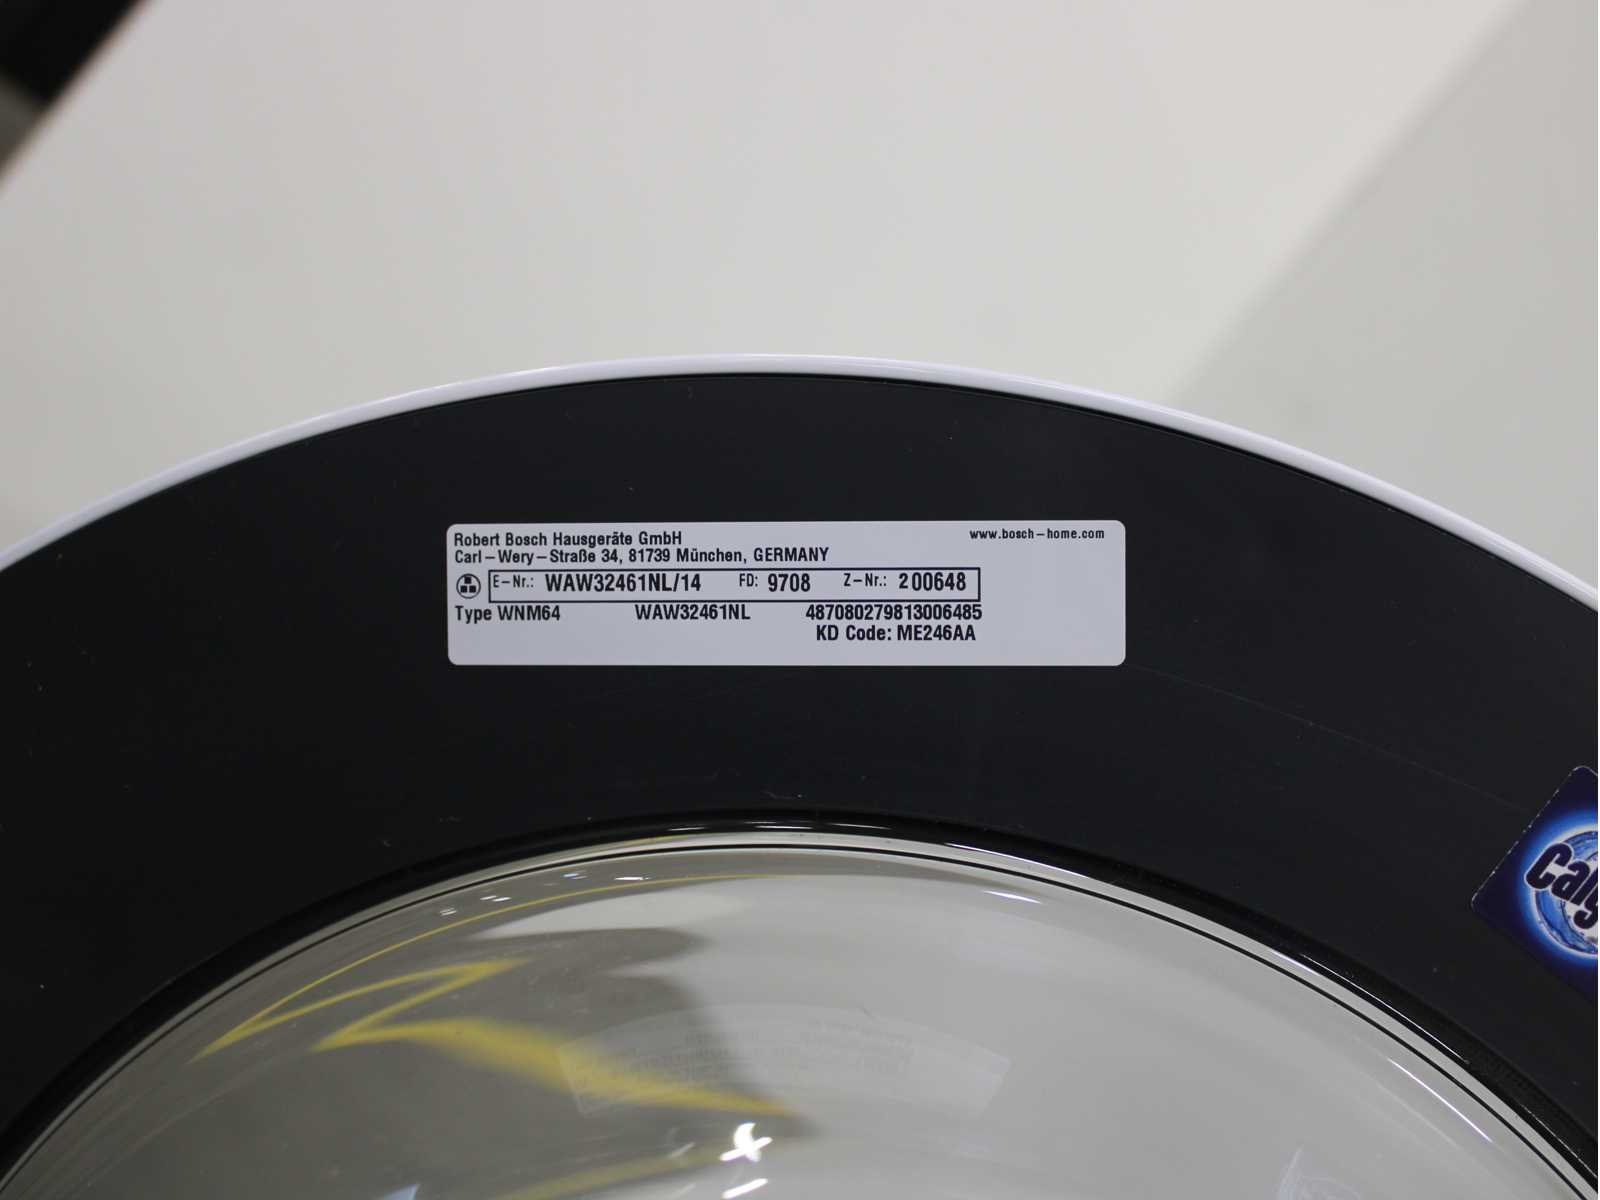 Robert Bosch Hausgeräte GmbH www.bosch-home.com
Carl-Wery-Straße 34, 81739 München, GERMANY
E-Nr.: WAW32461NL/14 FD: 9708 Z-Nr.: 200648
Type WNM64 WAW32461NL 487080279813006485
KD Code: ME246AA